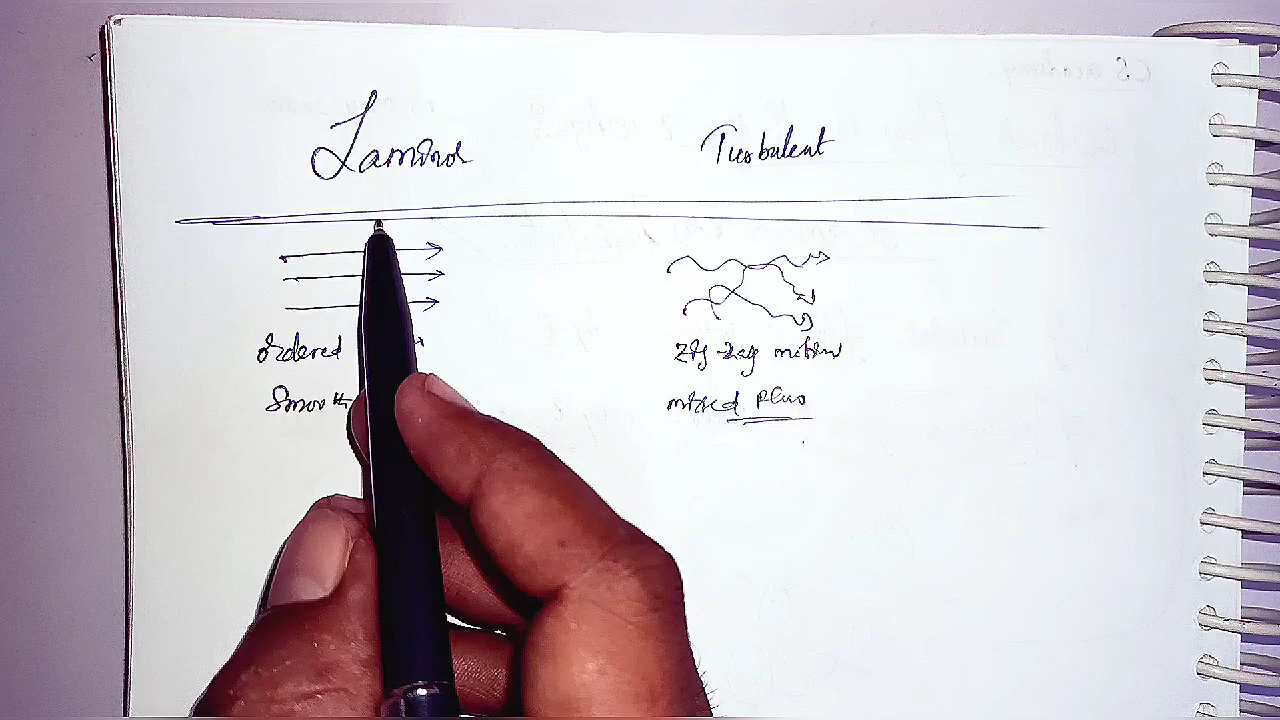 Laminar
Turbulent
ordered
Smooth
Zig Zag motion
mixed flow